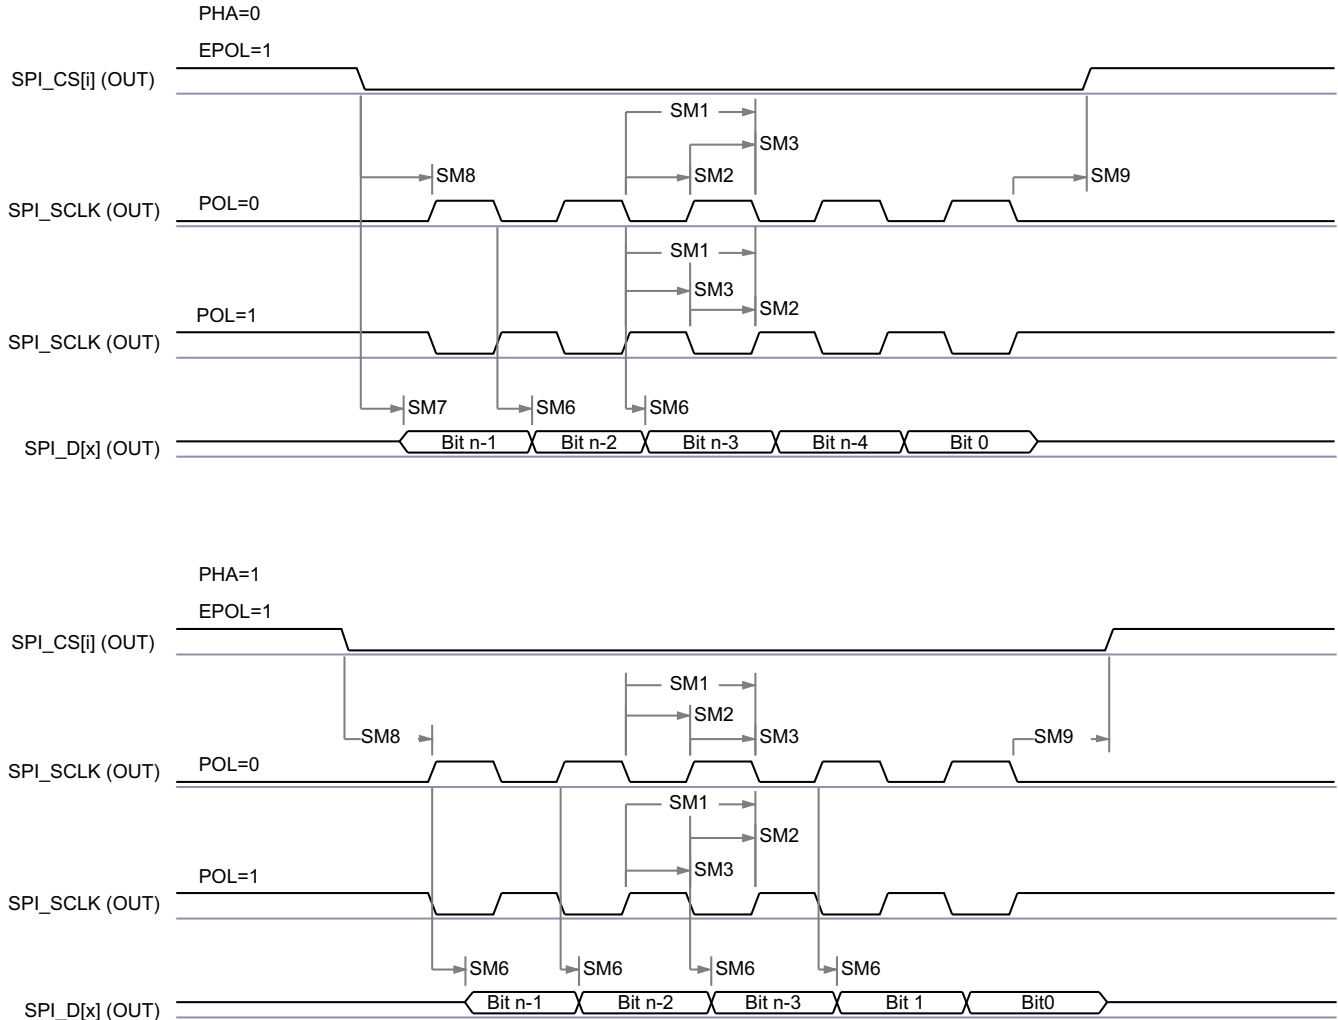 PHA=0
EPOL=1
SPI_CS[i] (OUT)
SM1
SM3
SM8
SM2
SM9
SPI_SCLK (OUT)
POL=0
SM1
SM3
SM2
POL=1
SPI_SCLK (OUT)
SM7
SM6
SM6
SPI_D[x] (OUT)
Bit n-1
Bit n-2
Bit n-3
Bit n-4
Bit 0
PHA=1
EPOL=1
SPI_CS[i] (OUT)
SM1
SM2
SM8
SM3
SM9
SPI_SCLK (OUT)
POL=0
SM1
SM2
SM3
POL=1
SPI_SCLK (OUT)
SM6
SM6
SM6
SM6
SPI_D[x] (OUT)
Bit n-1
Bit n-2
Bit n-3
Bit 1
Bit0